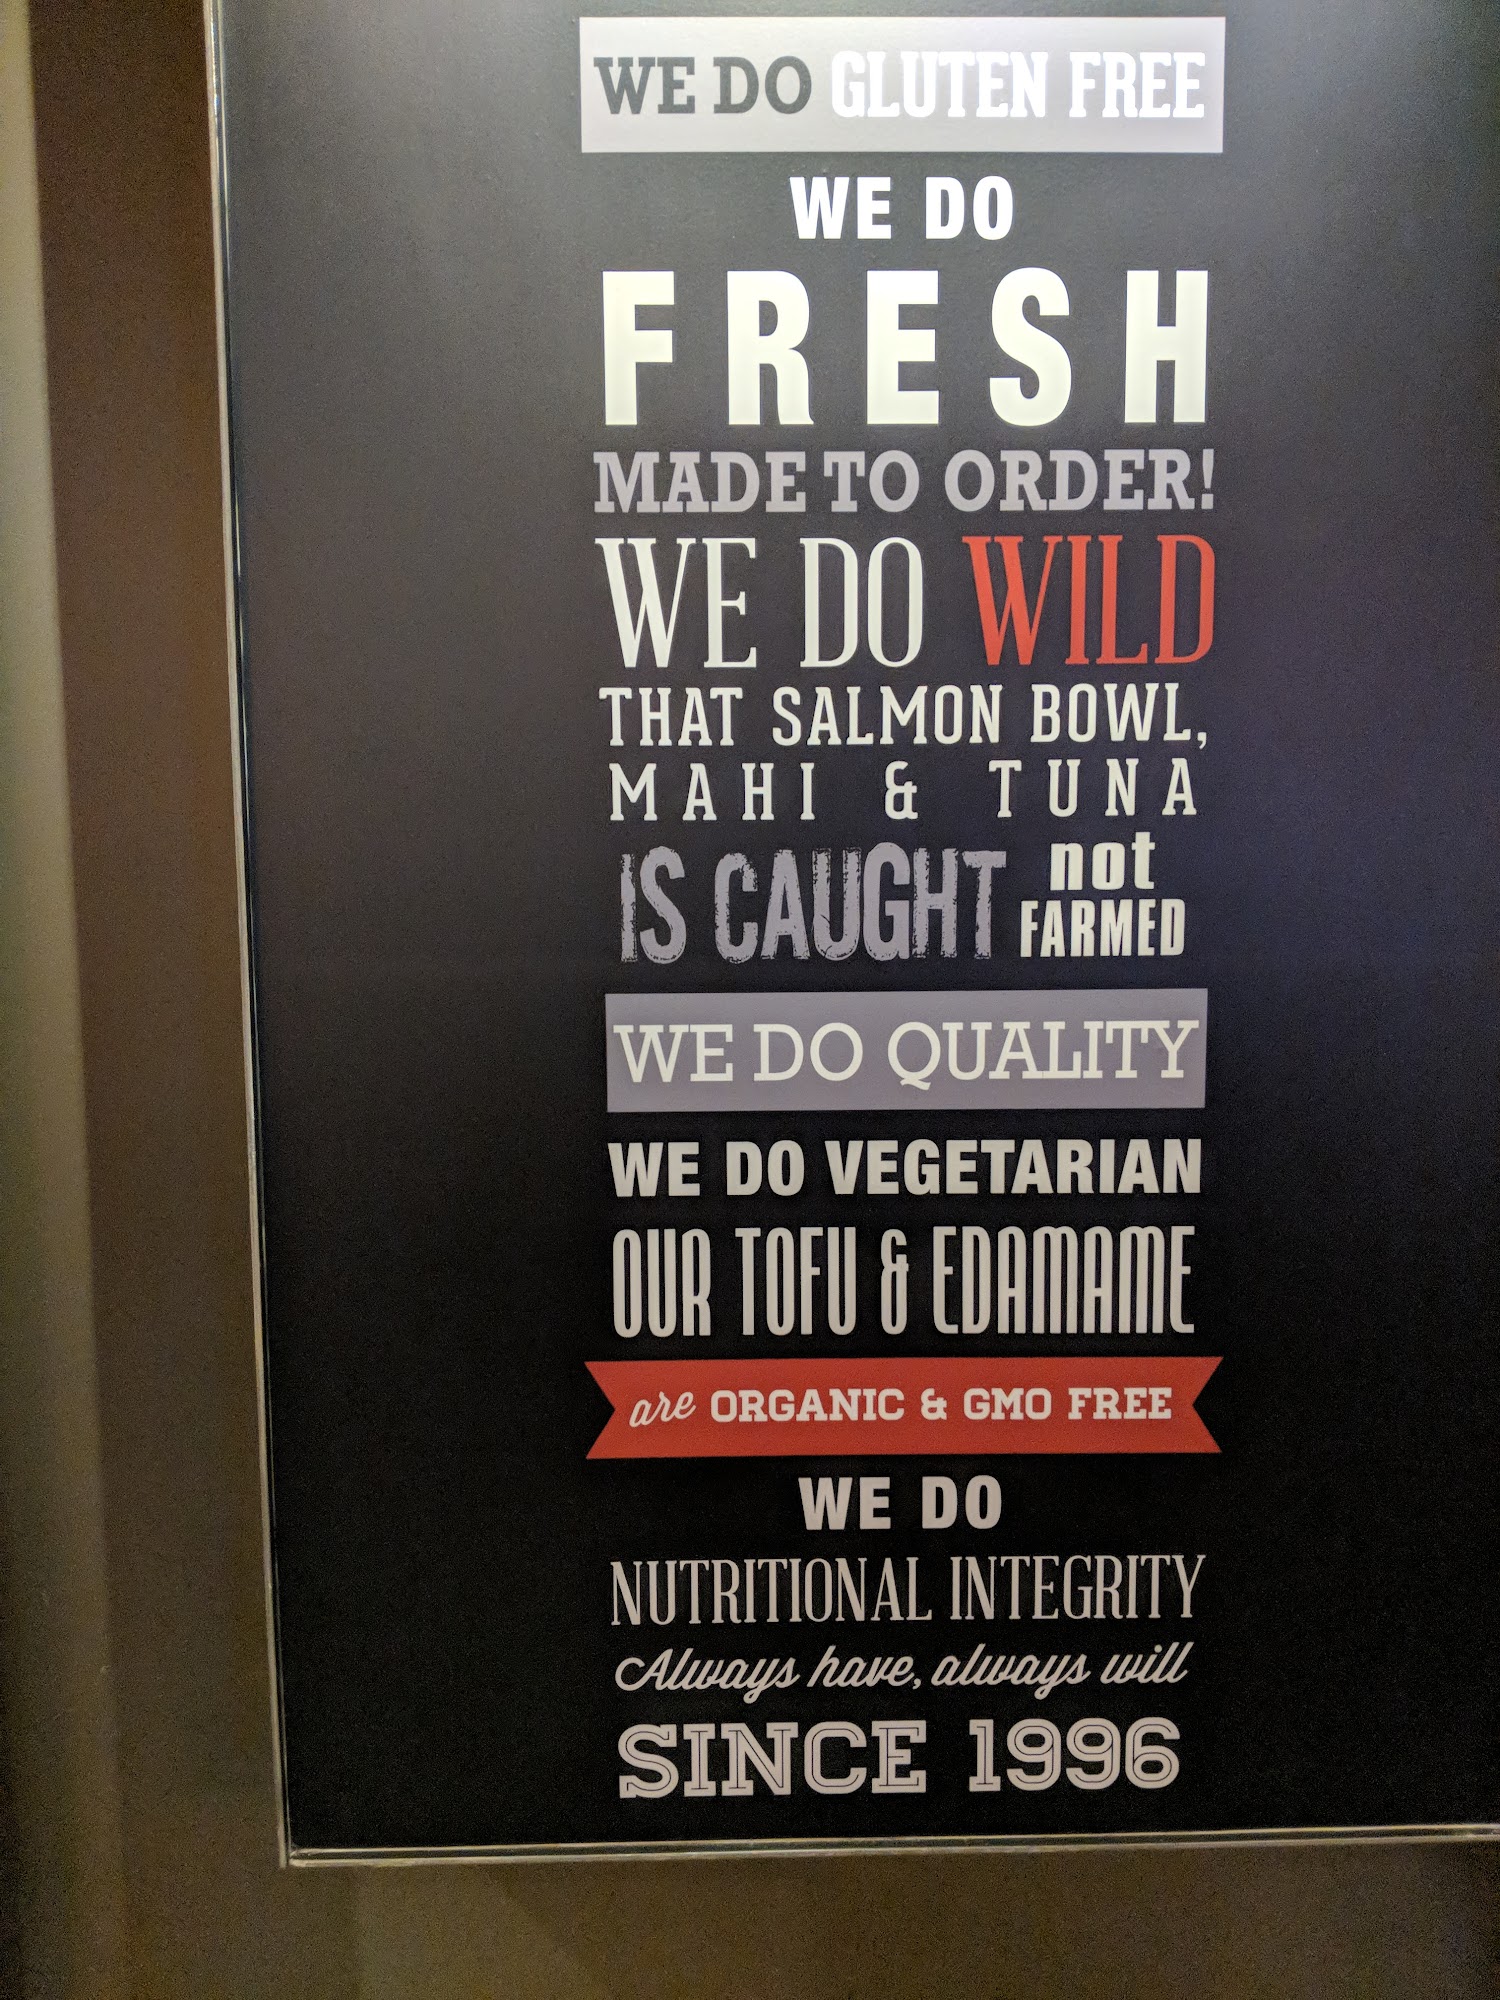 WE DO GLUTEN FREE
WE DO
FRESH
MADE TO ORDER!
WE DO WILD
THAT SALMON BOWL,
MAHI & TUNA
IS CAUGHT not FARMED
WE DO QUALITY
WE DO VEGETARIAN
OUR TOFU & EDAMAME
are ORGANIC & GMO FREE
WE DO
NUTRITIONAL INTEGRITY
Always have, always will
SINCE 1996